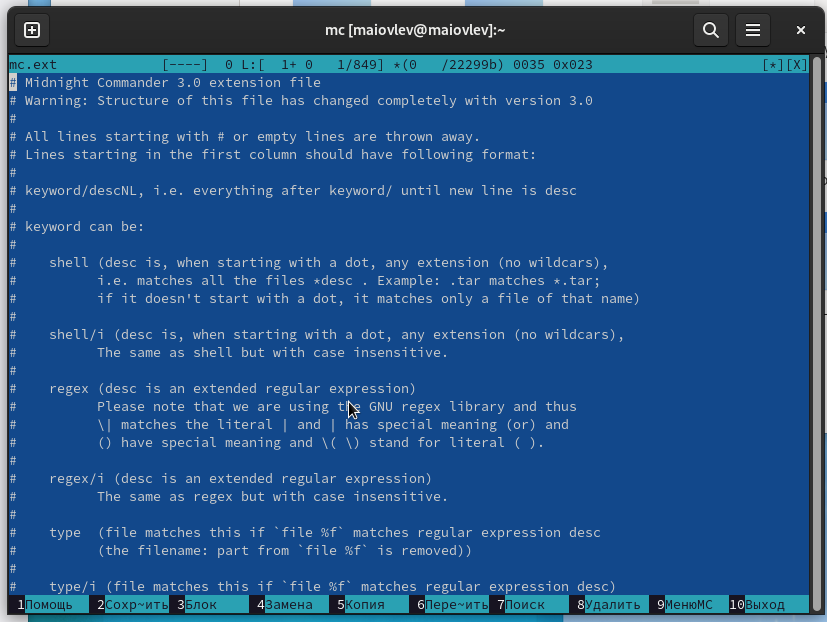 mc [maiovlev@maiovlev]:~
mc.ext [----] 0 L:[ 1+ 0 1/849] *(0 /22299b) 0035 0x023 [*][X]
# Midnight Commander 3.0 extension file
# Warning: Structure of this file has changed completely with version 3.0
#
# All lines starting with # or empty lines are thrown away.
# Lines starting in the first column should have following format:
#
# keyword/descNL, i.e. everything after keyword/ until new line is desc
#
# keyword can be:
#
# shell (desc is, when starting with a dot, any extension (no wildcars),
# i.e. matches all the files *desc . Example: .tar matches *.tar;
# if it doesn't start with a dot, it matches only a file of that name)
#
# shell/i (desc is, when starting with a dot, any extension (no wildcars),
# The same as shell but with case insensitive.
#
# regex (desc is an extended regular expression)
# Please note that we are using the GNU regex library and thus
# \| matches the literal | and | has special meaning (or) and
# () have special meaning and \( \) stand for literal ( ).
#
# regex/i (desc is an extended regular expression)
# The same as regex but with case insensitive.
#
# type (file matches this if `file %f` matches regular expression desc
# (the filename: part from `file %f` is removed))
#
# type/i (file matches this if `file %f` matches regular expression desc)
1Помощь 2Сохр~ить 3Блок 4Замена 5Копия 6Пере~ить 7Поиск 8Удалить 9МенюМС 10Выход